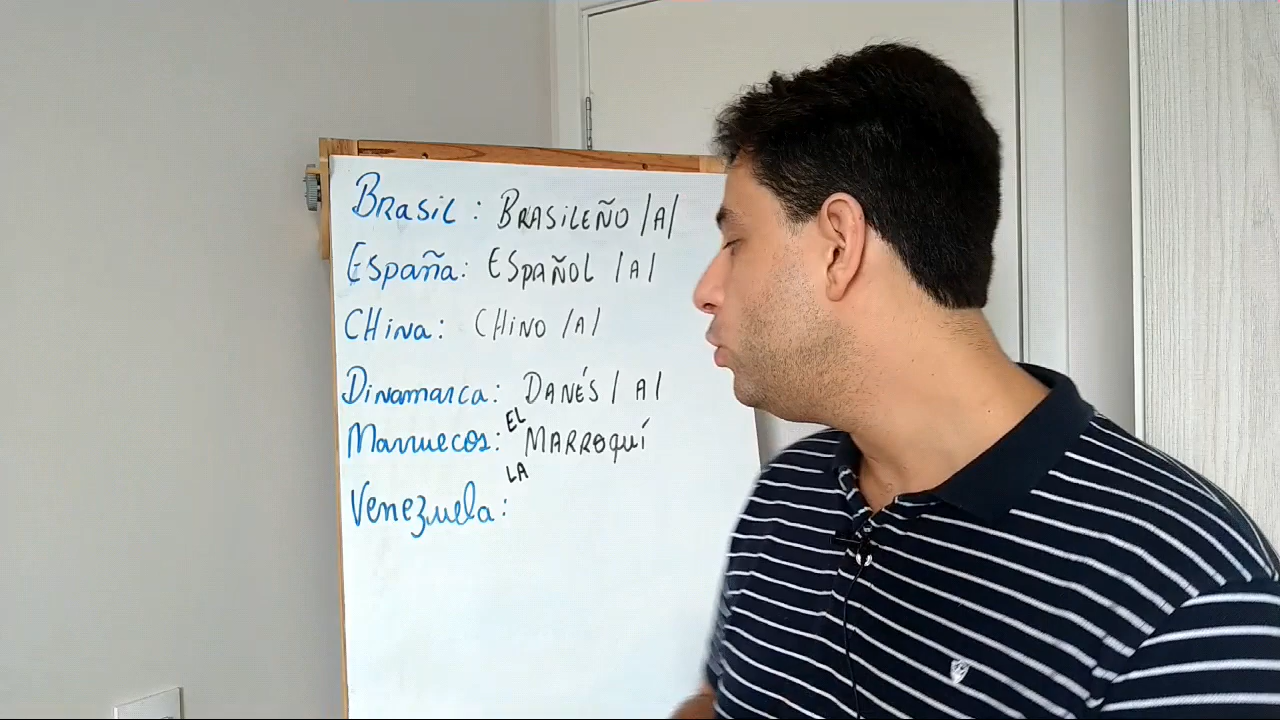 Brasil: BRASILEÑO /A/
España: ESPAÑOL /A/
CHina: CHINO /A/
Dinamarca: DANÉS / A/
EL
Marruecos: MARROQUÍ
LA
Venezuela: